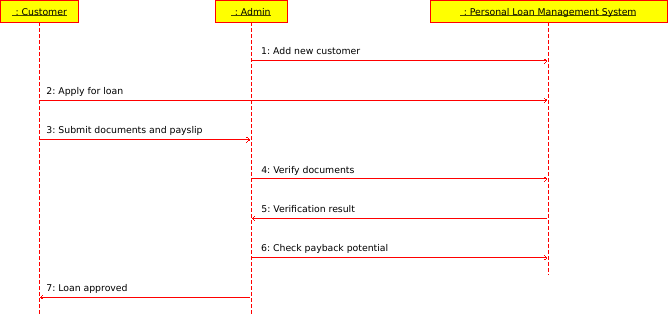 : Customer
: Admin
: Personal Loan Management System
1: Add new customer
2: Apply for loan
3: Submit documents and payslip
4: Verify documents
5: Verification result
6: Check payback potential
7: Loan approved